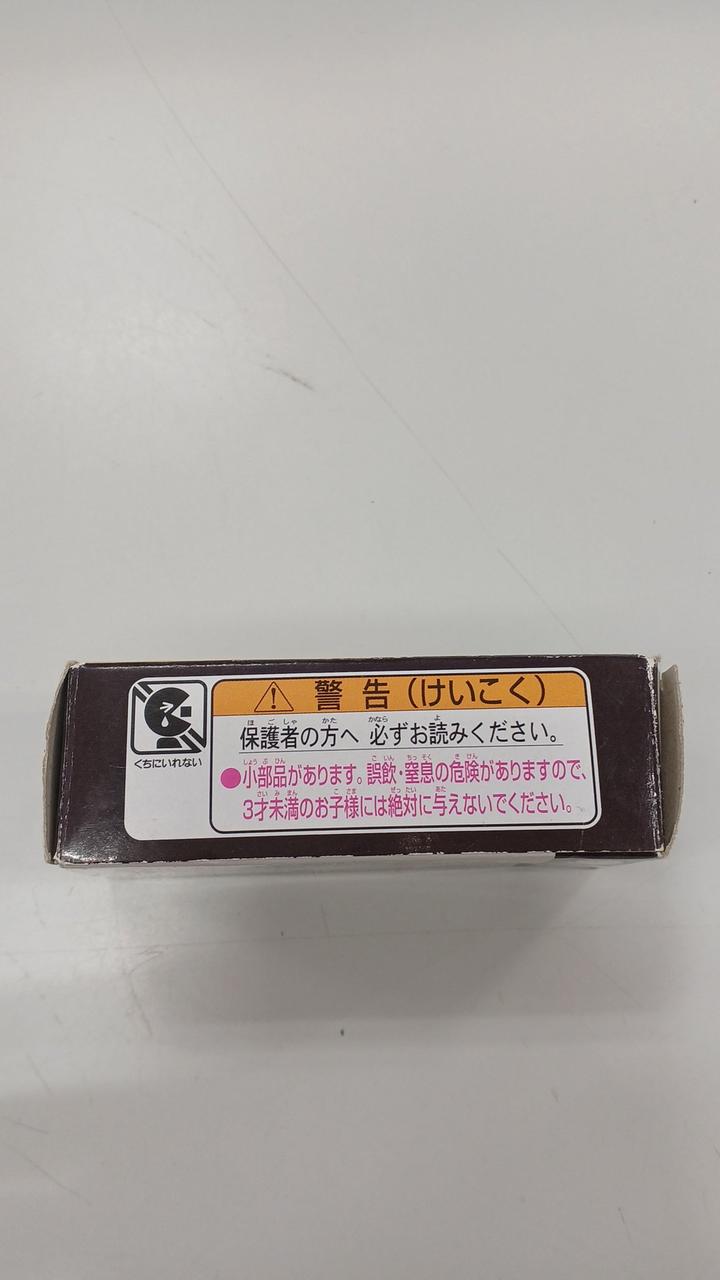 警告（けいこく）
保護者の方へ 必ずお読みください。
●小部品があります。誤飲・窒息の危険がありますので、
3才未満のお子様には絶対に与えないでください。
くちにいれない